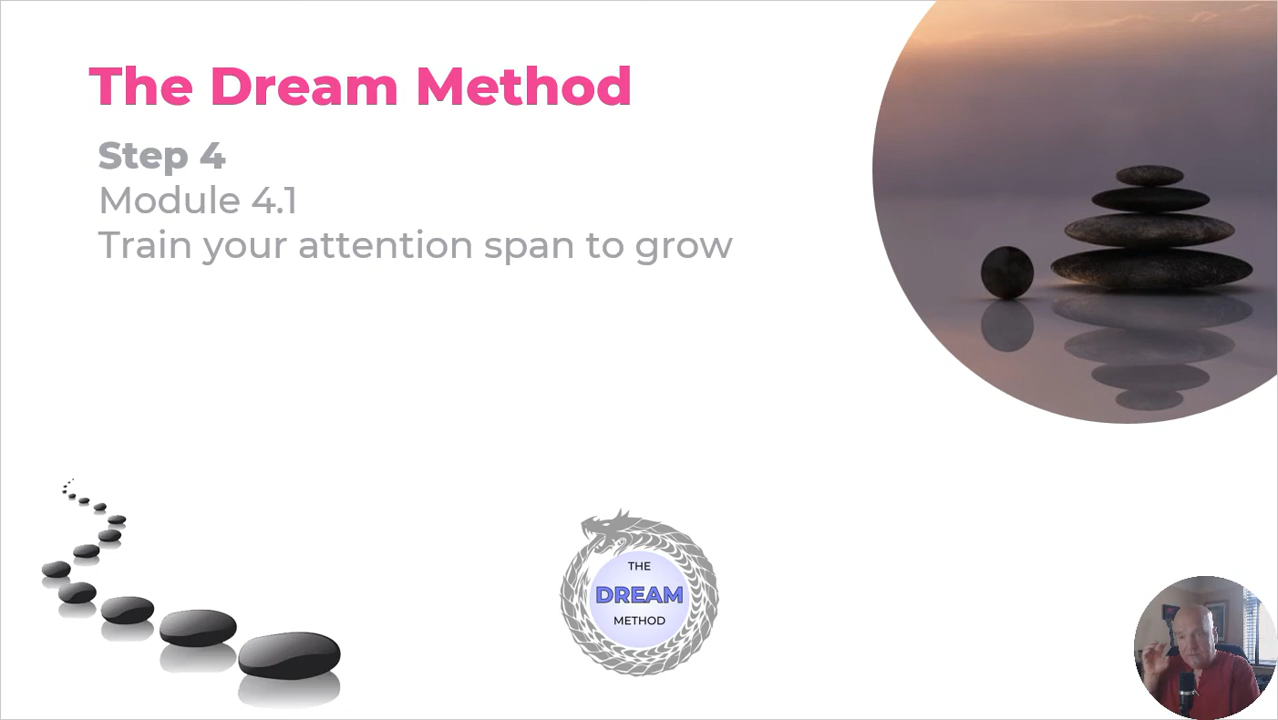 The Dream Method
Step 4
Module 4.1
Train your attention span to grow
THE
DREAM
METHOD